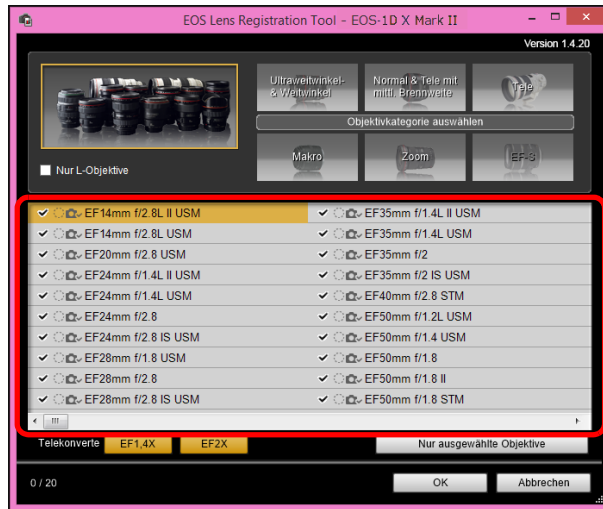 EOS Lens Registration Tool - EOS-1D X Mark II
Version 1.4.20
Ultraweitwinkel- & Weitwinkel
Normal & Tele mit mittl. Brennweite
Tele
Objektivkategorie auswählen
Makro
Zoom
EF-S
Nur L-Objektive
EF14mm f/2.8L II USM
EF14mm f/2.8L USM
EF20mm f/2.8 USM
EF24mm f/1.4L II USM
EF24mm f/1.4L USM
EF24mm f/2.8
EF24mm f/2.8 IS USM
EF28mm f/1.8 USM
EF28mm f/2.8
EF28mm f/2.8 IS USM
EF35mm f/1.4L II USM
EF35mm f/1.4L USM
EF35mm f/2
EF35mm f/2 IS USM
EF40mm f/2.8 STM
EF50mm f/1.2L USM
EF50mm f/1.4 USM
EF50mm f/1.8
EF50mm f/1.8 II
EF50mm f/1.8 STM
Telekonverte EF1,4X EF2X Nur ausgewählte Objektive
0 / 20 OK Abbrechen